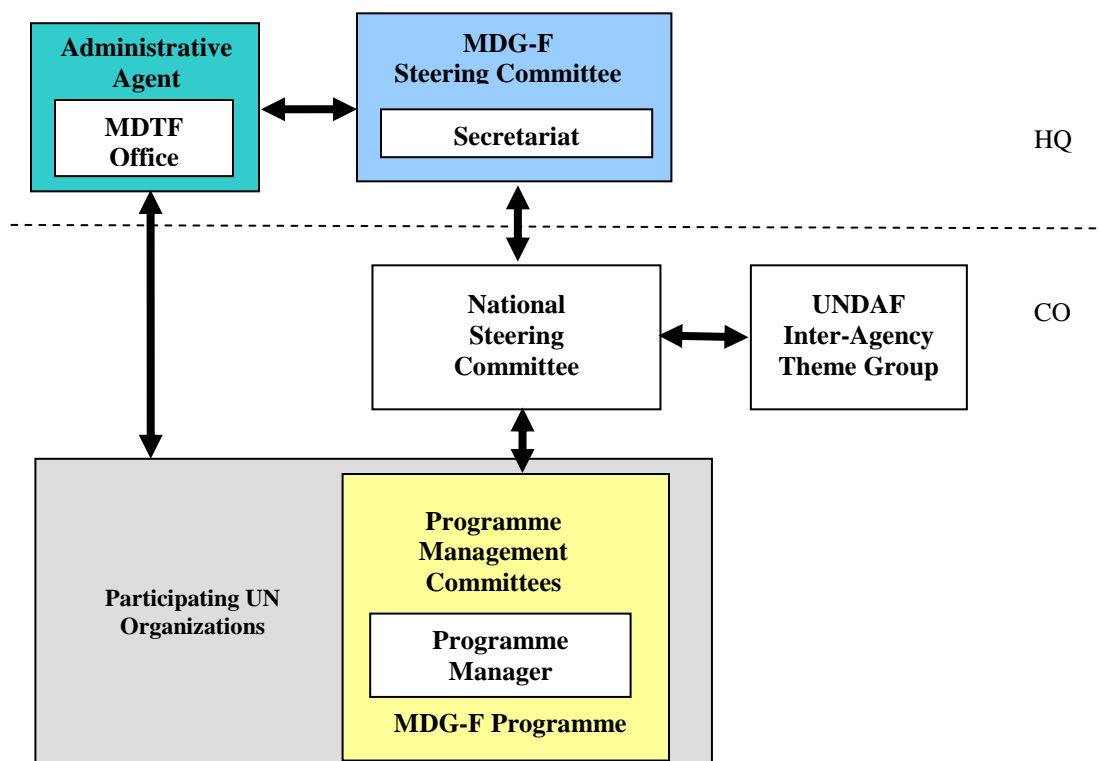 Administrative
Agent
MDTF
Office
MDG-F
Steering Committee
Secretariat
HQ
National
Steering
Committee
UNDAF
Inter-Agency
Theme Group
CO
Participating UN
Organizations
Programme
Management
Committees
Programme
Manager
MDG-F Programme